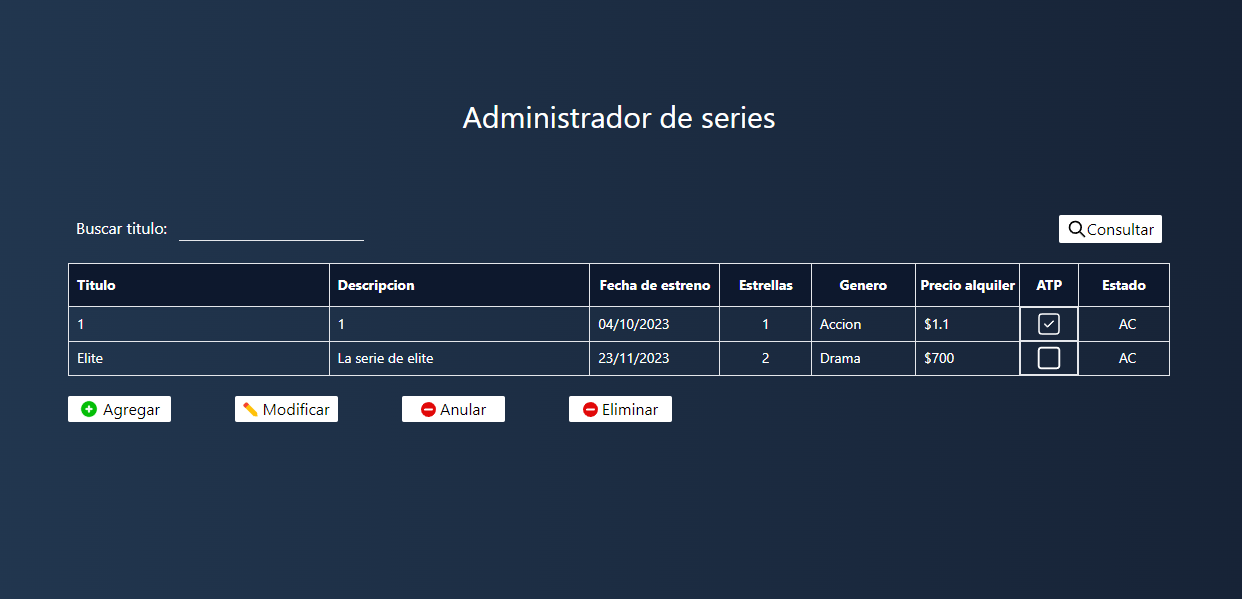 Administrador de series
Buscar titulo:
Consultar
Titulo Descripcion Fecha de estreno Estrellas Genero Precio alquiler ATP Estado
1 1 04/10/2023 1 Accion $1.1 AC
Elite La serie de elite 23/11/2023 2 Drama $700 AC
Agregar Modificar Anular Eliminar